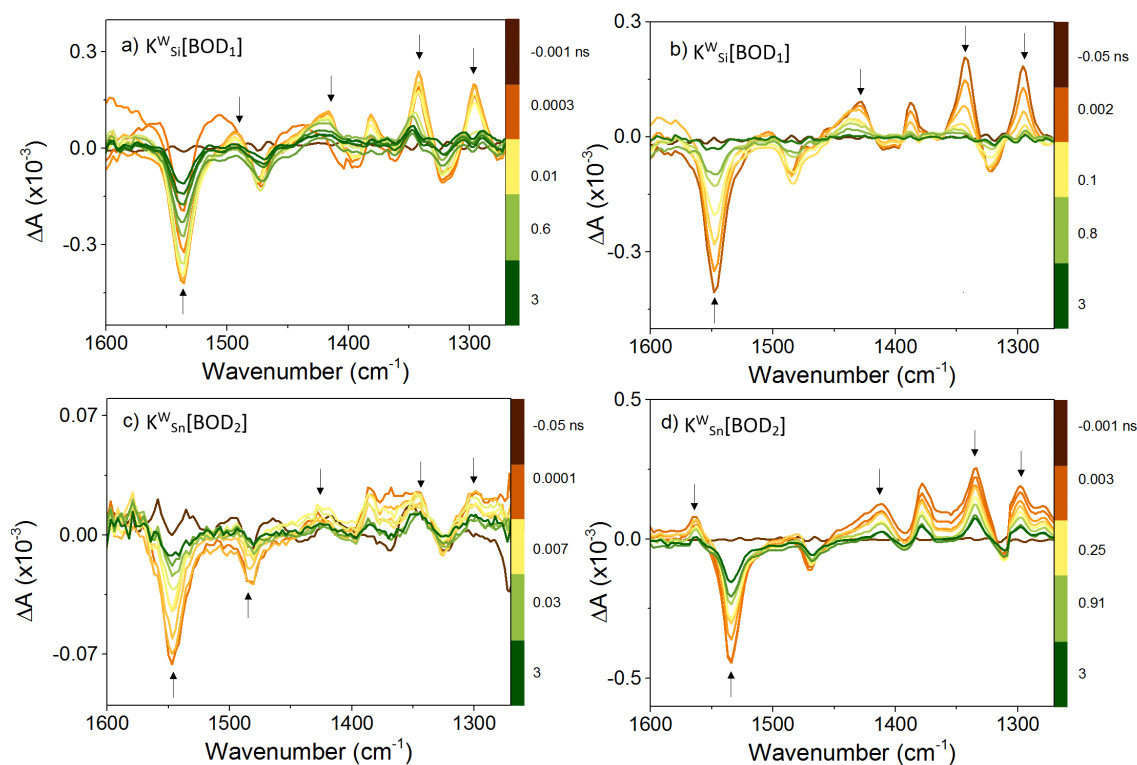 a) K^W_Si[BOD_1]
0.3
0.0
-0.3
ΔA (x10^-3)
1600
1500
1400
1300
Wavenumber (cm^-1)
-0.001 ns
0.0003
0.01
0.6
3
b) K^W_Si[BOD_1]
0.3
0.0
-0.3
ΔA (x10^-3)
1600
1500
1400
1300
Wavenumber (cm^-1)
-0.05 ns
0.002
0.1
0.8
3
c) K^W_Sn[BOD_2]
0.07
0.00
-0.07
ΔA (x10^-3)
1600
1500
1400
1300
Wavenumber (cm^-1)
-0.05 ns
0.0001
0.007
0.03
3
d) K^W_Sn[BOD_2]
0.5
0.0
-0.5
ΔA (x10^-3)
1600
1500
1400
1300
Wavenumber (cm^-1)
-0.001 ns
0.003
0.25
0.91
3